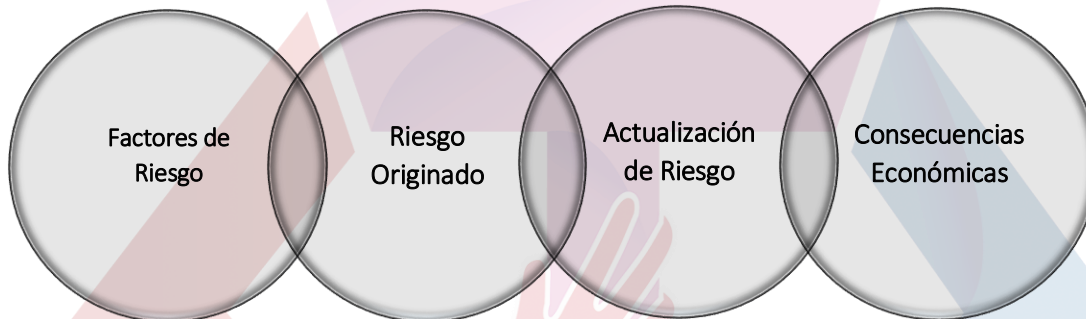 Factores de
Riesgo
Riesgo
Originado
Actualización
de Riesgo
Consecuencias
Económicas